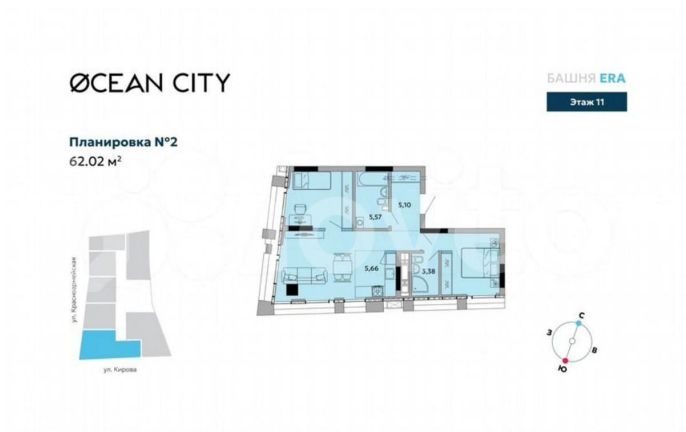 ØCEAN CITY
БАШНЯ ERA
Этаж 11
Планировка №2
62.02 м²
5,57
5,10
5,66
3,38
ул. Красноармейская
ул. Кирова
С
З
В
Ю